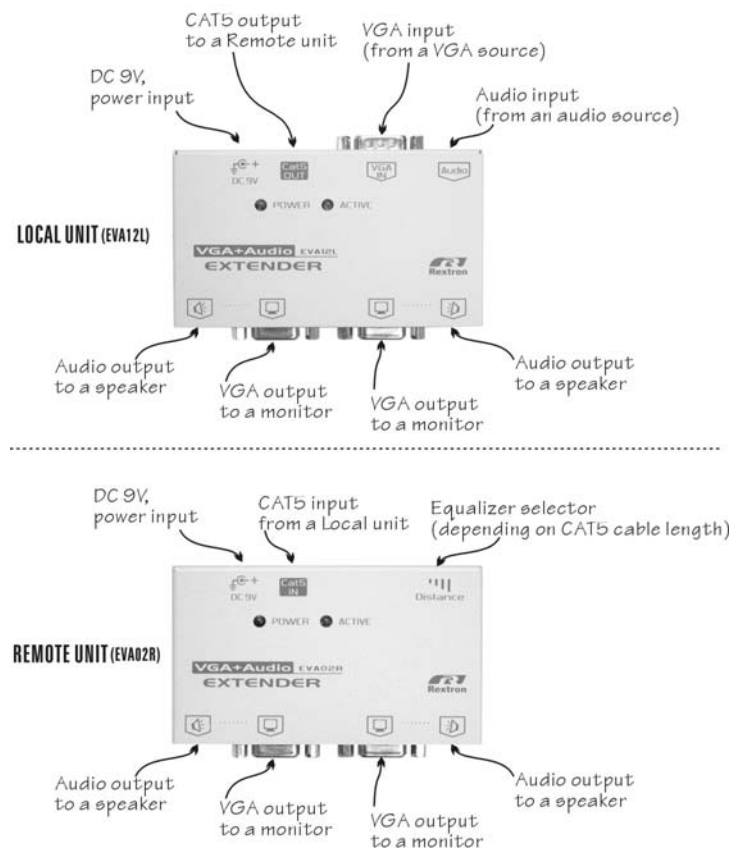 CAT5 output
to a Remote unit
VGA input
(from a VGA source)
DC 9V,
power input
Audio input
(from an audio source)
DC 9V
Cat5
OUT
VGA
IN
Audio
POWER
ACTIVE
LOCAL UNIT (EVA12L)
VGA+Audio EVA12L
EXTENDER
Rextron
Audio output
to a speaker
VGA output
to a monitor
VGA output
to a monitor
Audio output
to a speaker
DC 9V,
power input
CAT5 input
from a Local unit
Equalizer selector
(depending on CAT5 cable length)
DC 9V
Cat5
IN
Distance
POWER
ACTIVE
REMOTE UNIT (EVA02R)
VGA+Audio EVA02R
EXTENDER
Rextron
Audio output
to a speaker
VGA output
to a monitor
VGA output
to a monitor
Audio output
to a speaker